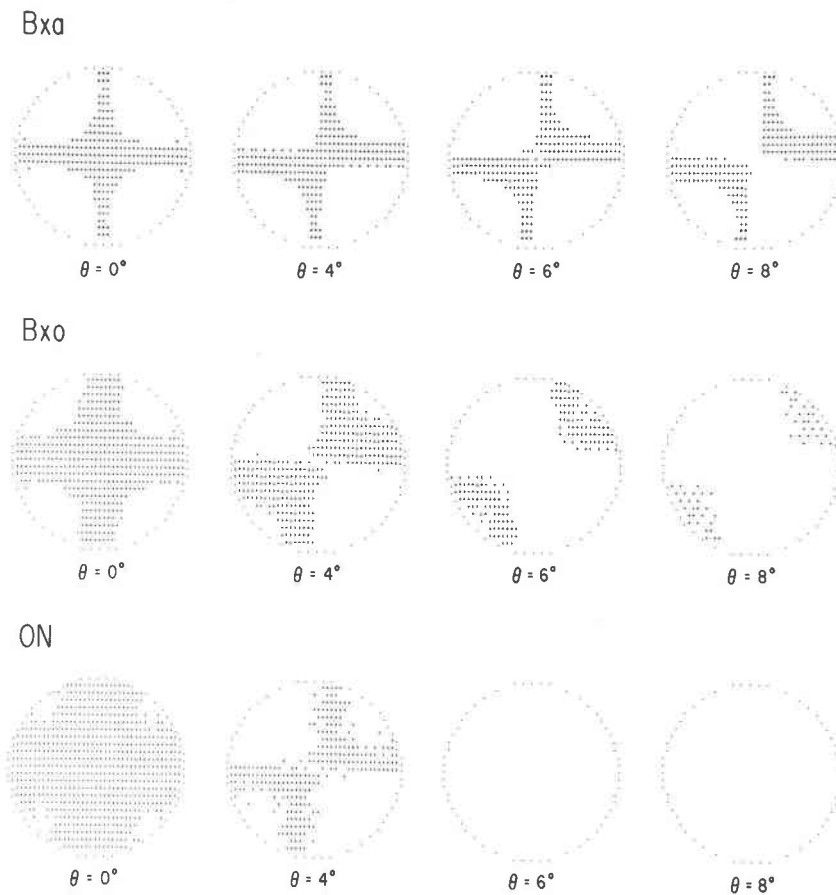 Bxa
θ = 0° θ = 4° θ = 6° θ = 8°
Bxo
θ = 0° θ = 4° θ = 6° θ = 8°
ON
θ = 0° θ = 4° θ = 6° θ = 8°